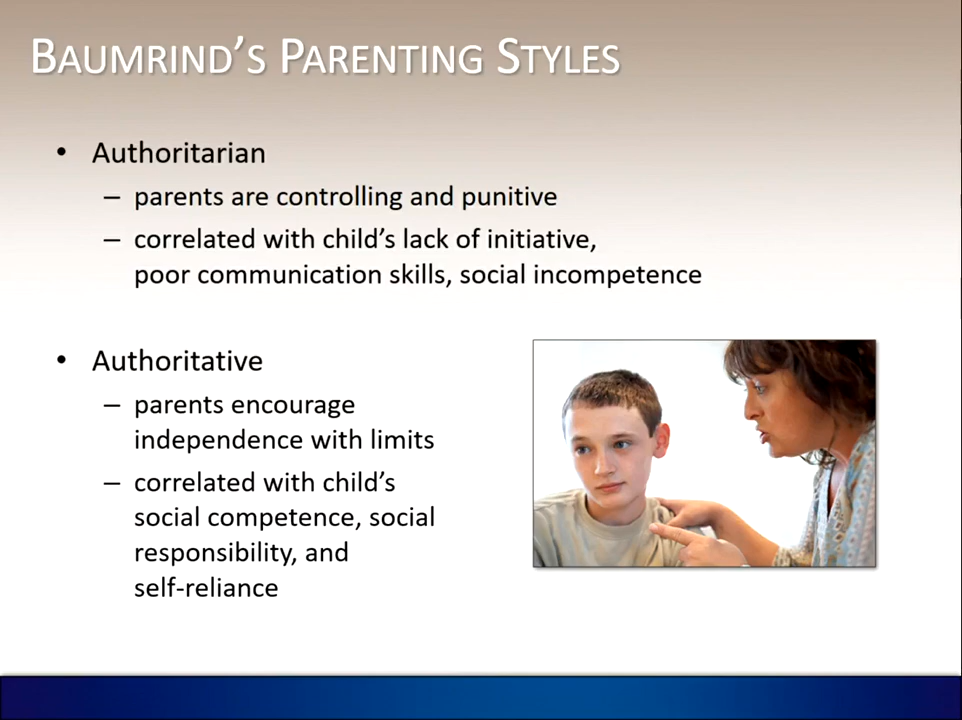 BAUMRIND'S PARENTING STYLES
• Authoritarian
– parents are controlling and punitive
– correlated with child's lack of initiative,
poor communication skills, social incompetence
• Authoritative
– parents encourage
independence with limits
– correlated with child's
social competence, social
responsibility, and
self-reliance